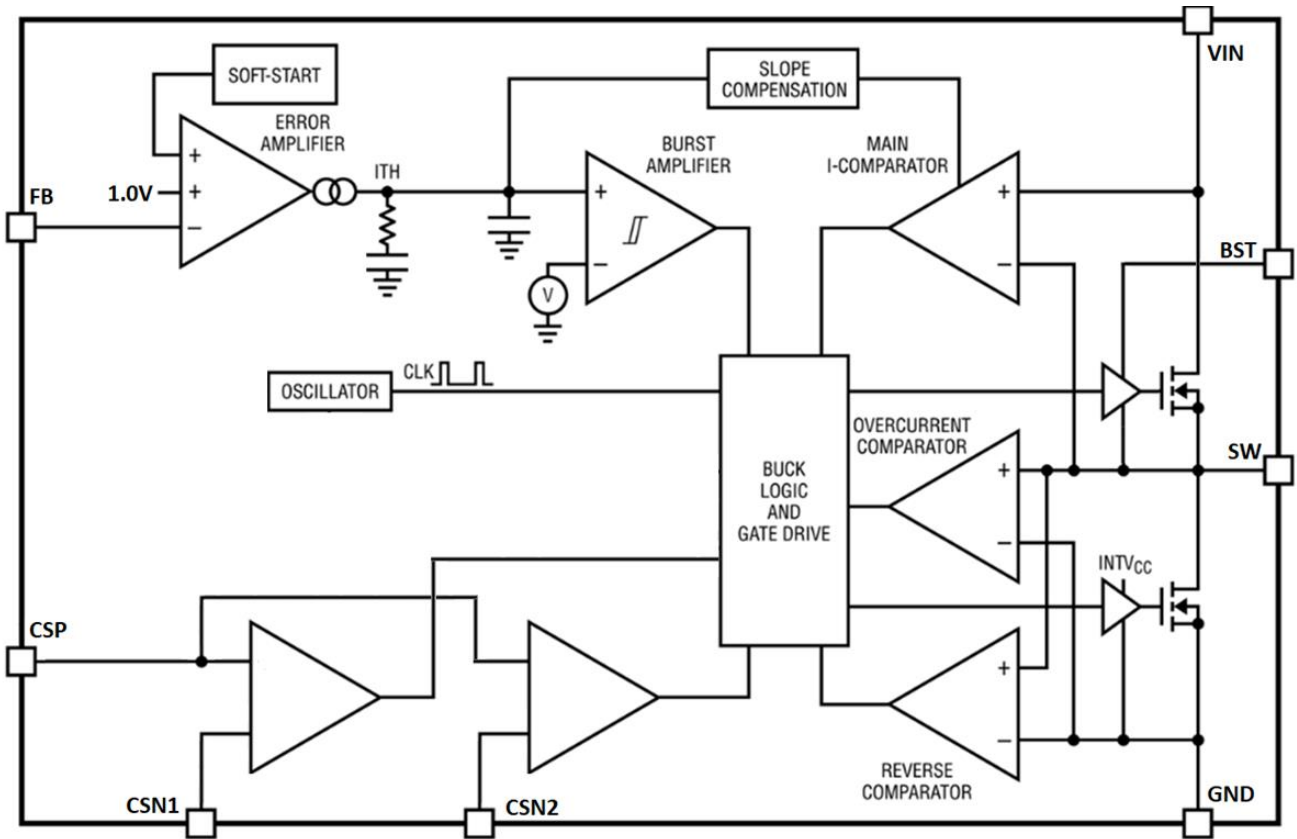 VIN
SOFT-START
SLOPE
COMPENSATION
ERROR
AMPLIFIER
BURST
AMPLIFIER
MAIN
I-COMPARATOR
+
ITH
+
+
1.0V
+
FB
−
BST
−
−
V
CLK
OSCILLATOR
OVERCURRENT
COMPARATOR
SW
+
BUCK
LOGIC
AND
GATE DRIVE
−
INTVCC
CSP
+
−
REVERSE
COMPARATOR
CSN1
CSN2
GND